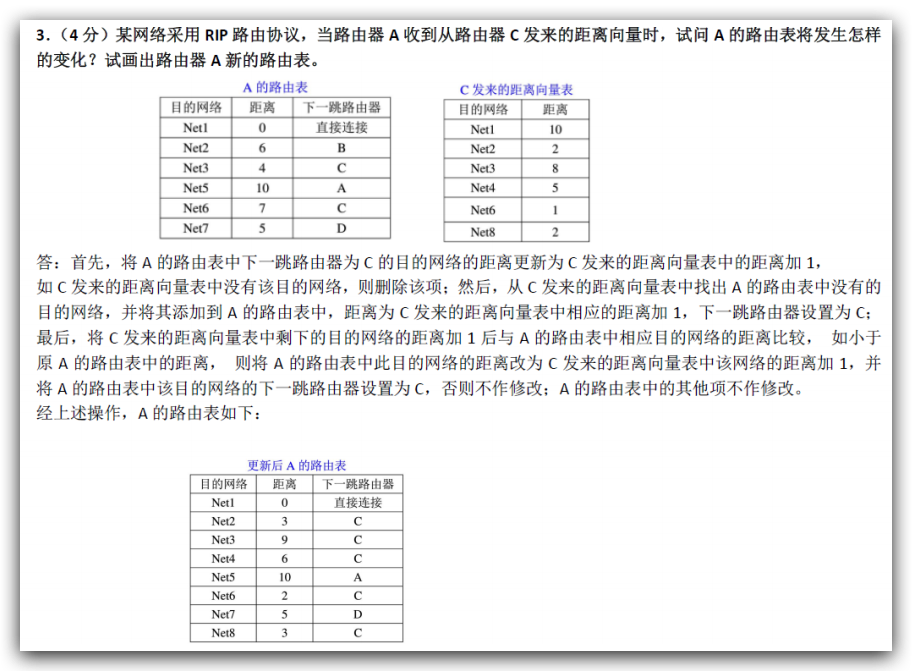 3.（4 分）某网络采用 RIP 路由协议，当路由器 A 收到从路由器 C 发来的距离向量时，试问 A 的路由表将发生怎样
的变化？试画出路由器 A 新的路由表。
A 的路由表
目的网络 距离 下一跳路由器
Net1 0 直接连接
Net2 6 B
Net3 4 C
Net5 10 A
Net6 7 C
Net7 5 D
C 发来的距离向量表
目的网络 距离
Net1 10
Net2 2
Net3 8
Net4 5
Net6 1
Net8 2
答：首先，将 A 的路由表中下一跳路由器为 C 的目的网络的距离更新为 C 发来的距离向量表中的距离加 1，
如 C 发来的距离向量表中没有该目的网络，则删除该项；然后，从 C 发来的距离向量表中找出 A 的路由表中没有的
目的网络，并将其添加到 A 的路由表中，距离为 C 发来的距离向量表中相应的距离加 1，下一跳路由器设置为 C；
最后，将 C 发来的距离向量表中剩下的目的网络的距离加 1 后与 A 的路由表中相应目的网络的距离比较， 如小于
原 A 的路由表中的距离， 则将 A 的路由表中此目的网络的距离改为 C 发来的距离向量表中该网络的距离加 1，并
将 A 的路由表中该目的网络的下一跳路由器设置为 C，否则不作修改；A 的路由表中的其他项不作修改。
经上述操作，A 的路由表如下：
更新后 A 的路由表
目的网络 距离 下一跳路由器
Net1 0 直接连接
Net2 3 C
Net3 9 C
Net4 6 C
Net5 10 A
Net6 2 C
Net7 5 D
Net8 3 C